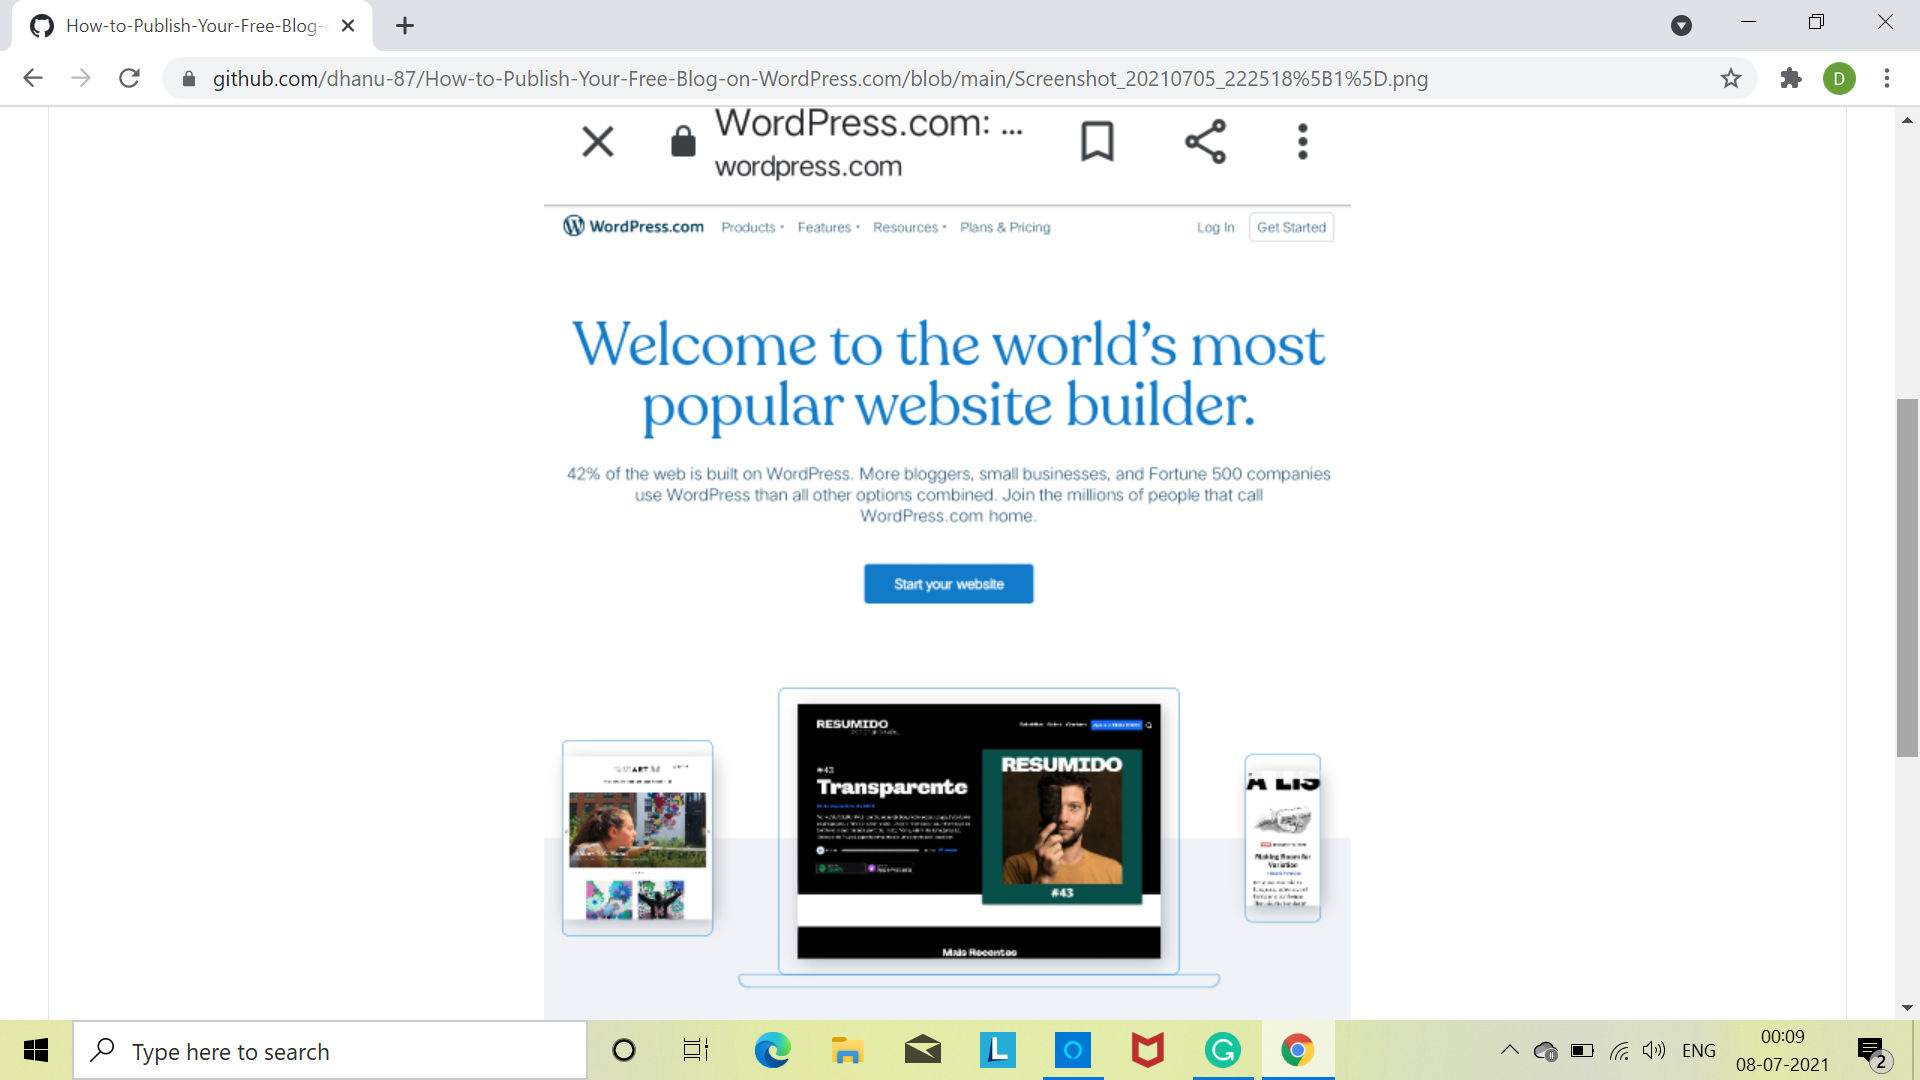 How-to-Publish-Your-Free-Blog-
github.com/dhanu-87/How-to-Publish-Your-Free-Blog-on-WordPress.com/blob/main/Screenshot_20210705_222518%5B1%5D.png
D
WordPress.com: ...
wordpress.com
WordPress.com Products Features Resources Plans & Pricing Log In Get Started
Welcome to the world's most
popular website builder.
42% of the web is built on WordPress. More bloggers, small businesses, and Fortune 500 companies
use WordPress than all other options combined. Join the millions of people that call
WordPress.com home.
Start your website
RESUMIDO
#43
Transparente
RESUMIDO
#43
Mais Recentes
ART
A LIS
Making Room for
Variation
Type here to search
L
G
ENG
00:09
08-07-2021
2